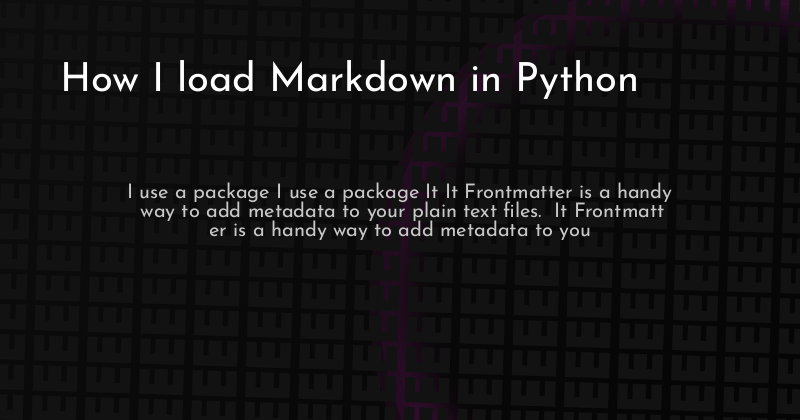 How I load Markdown in Python
I use a package I use a package It It Frontmatter is a handy
way to add metadata to your plain text files.  It Frontmatt
er is a handy way to add metadata to you